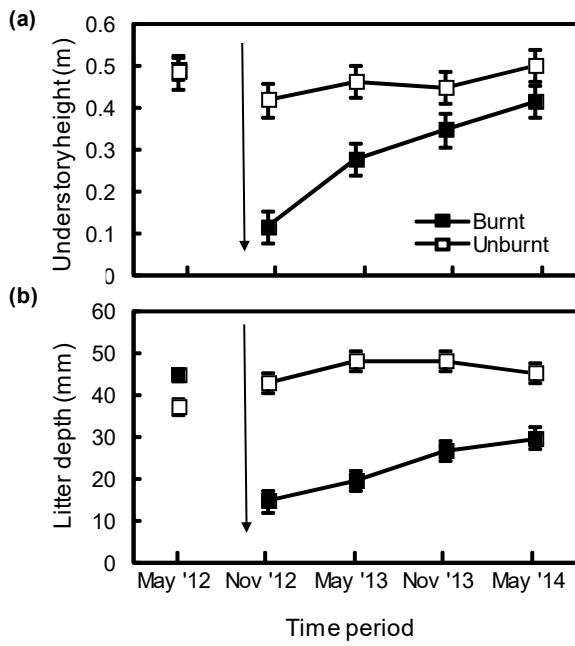 (a)
0.6
0.5
0.4
0.3
0.2
0.1
0
Understoryheight (m)
Burnt
Unburnt
(b)
60
50
40
30
20
10
0
Litter depth (mm)
May '12 Nov '12 May '13 Nov '13 May '14
Time period